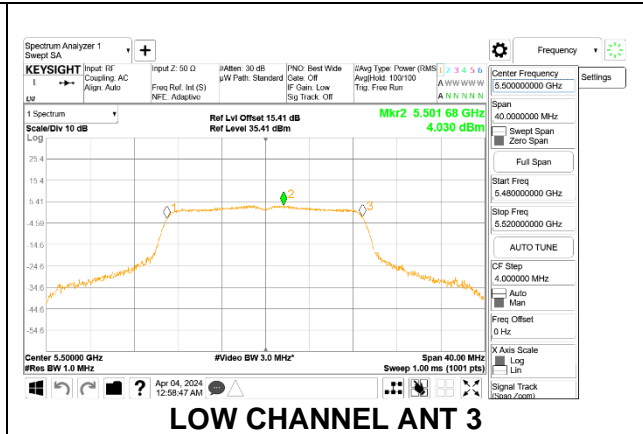 Spectrum Analyzer 1
Swept SA
+
Frequency
KEYSIGHT
Input: RF
Coupling: AC
Align: Auto
Input Z: 50 Ω
Freq Ref: Int (S)
NFE: Adaptive
#Atten: 30 dB
µW Path: Standard
PNO: Best Wide
Gate: Off
IF Gain: Low
Sig Track: Off
#Avg Type: Power (RMS
Avg|Hold: 100/100
Trig: Free Run
1 2 3 4 5 6
A W W W W W
A N N N N N
Center Frequency
5.500000000 GHz
Settings
Span
40.0000000 MHz
Swept Span
Zero Span
Full Span
Start Freq
5.480000000 GHz
Stop Freq
5.520000000 GHz
AUTO TUNE
CF Step
4.000000 MHz
Auto
Man
Freq Offset
0 Hz
X Axis Scale
Log
Lin
Signal Track
(Span Zoom)
1 Spectrum
Scale/Div 10 dB
Log
Ref Lvl Offset 15.41 dB
Ref Level 35.41 dBm
Mkr2 5.501 68 GHz
4.030 dBm
25.4
15.4
5.41
-4.59
-14.6
-24.6
-34.6
-44.6
-54.6
1
2
3
Center 5.50000 GHz
#Res BW 1.0 MHz
#Video BW 3.0 MHz*
Span 40.00 MHz
Sweep 1.00 ms (1001 pts)
?
Apr 04, 2024
12:58:47 AM
LOW CHANNEL ANT 3